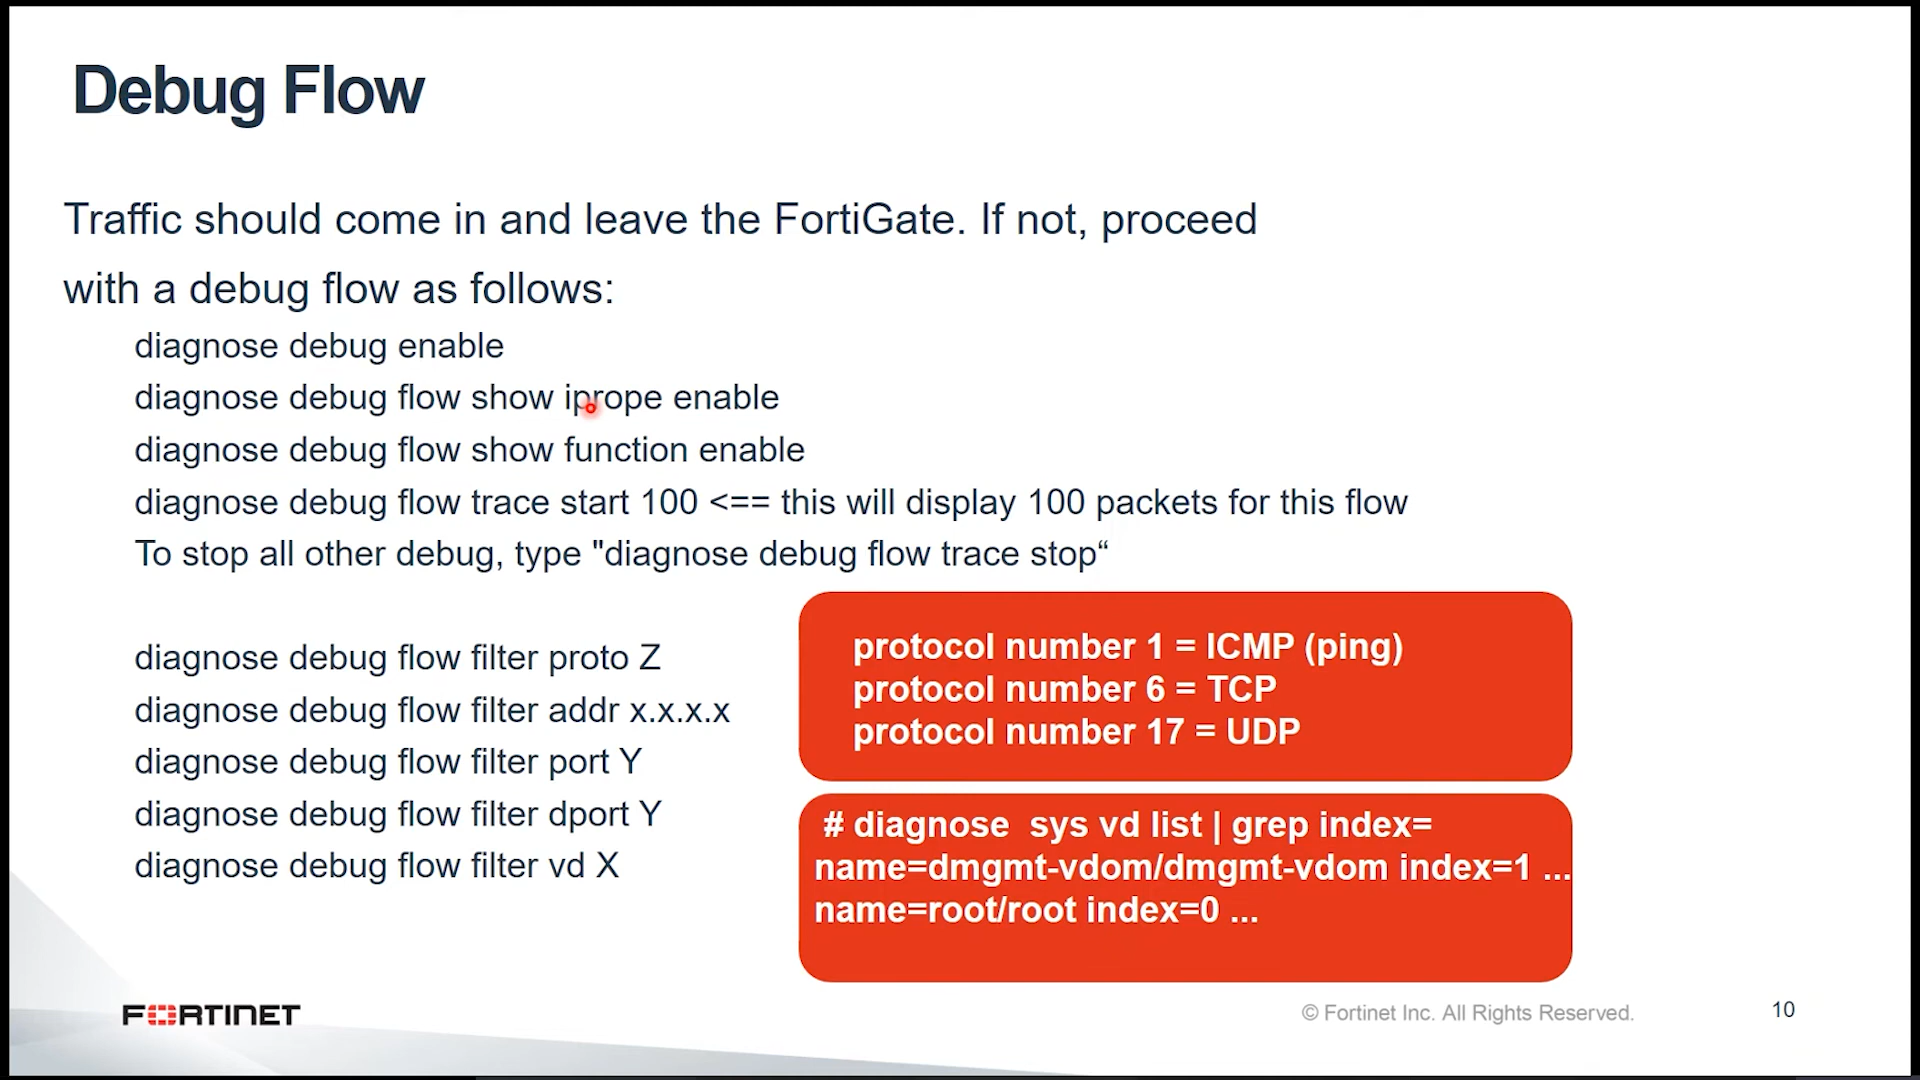 Debug Flow
Traffic should come in and leave the FortiGate. If not, proceed
with a debug flow as follows:
diagnose debug enable
diagnose debug flow show iprope enable
diagnose debug flow show function enable
diagnose debug flow trace start 100 <== this will display 100 packets for this flow
To stop all other debug, type "diagnose debug flow trace stop“
diagnose debug flow filter proto Z
diagnose debug flow filter addr x.x.x.x
diagnose debug flow filter port Y
diagnose debug flow filter dport Y
diagnose debug flow filter vd X
protocol number 1 = ICMP (ping)
protocol number 6 = TCP
protocol number 17 = UDP
# diagnose  sys vd list | grep index=
name=dmgmt-vdom/dmgmt-vdom index=1 ...
name=root/root index=0 ...
FORTINET
© Fortinet Inc. All Rights Reserved.
10